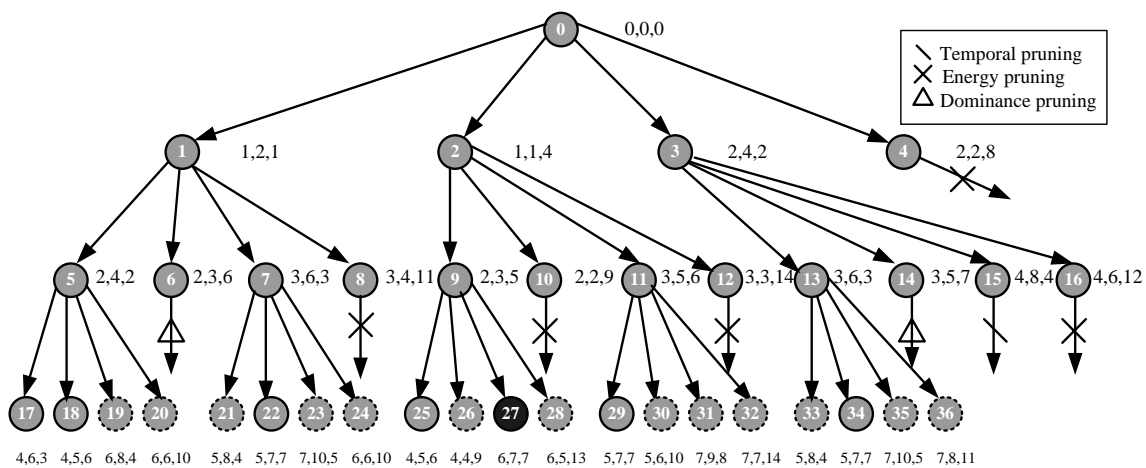 0 0,0,0
Temporal pruning
Energy pruning
Dominance pruning
1 1,2,1 2 1,1,4 3 2,4,2 4 2,2,8
5 2,4,2 6 2,3,6 7 3,6,3 8 3,4,11 9 2,3,5 10 2,2,9 11 3,5,6 12 3,3,14 13 3,6,3 14 3,5,7 15 4,8,4 16 4,6,12
17 18 19 20 21 22 23 24 25 26 27 28 29 30 31 32 33 34 35 36
4,6,3 4,5,6 6,8,4 6,6,10 5,8,4 5,7,7 7,10,5 6,6,10 4,5,6 4,4,9 6,7,7 6,5,13 5,7,7 5,6,10 7,9,8 7,7,14 5,8,4 5,7,7 7,10,5 7,8,11